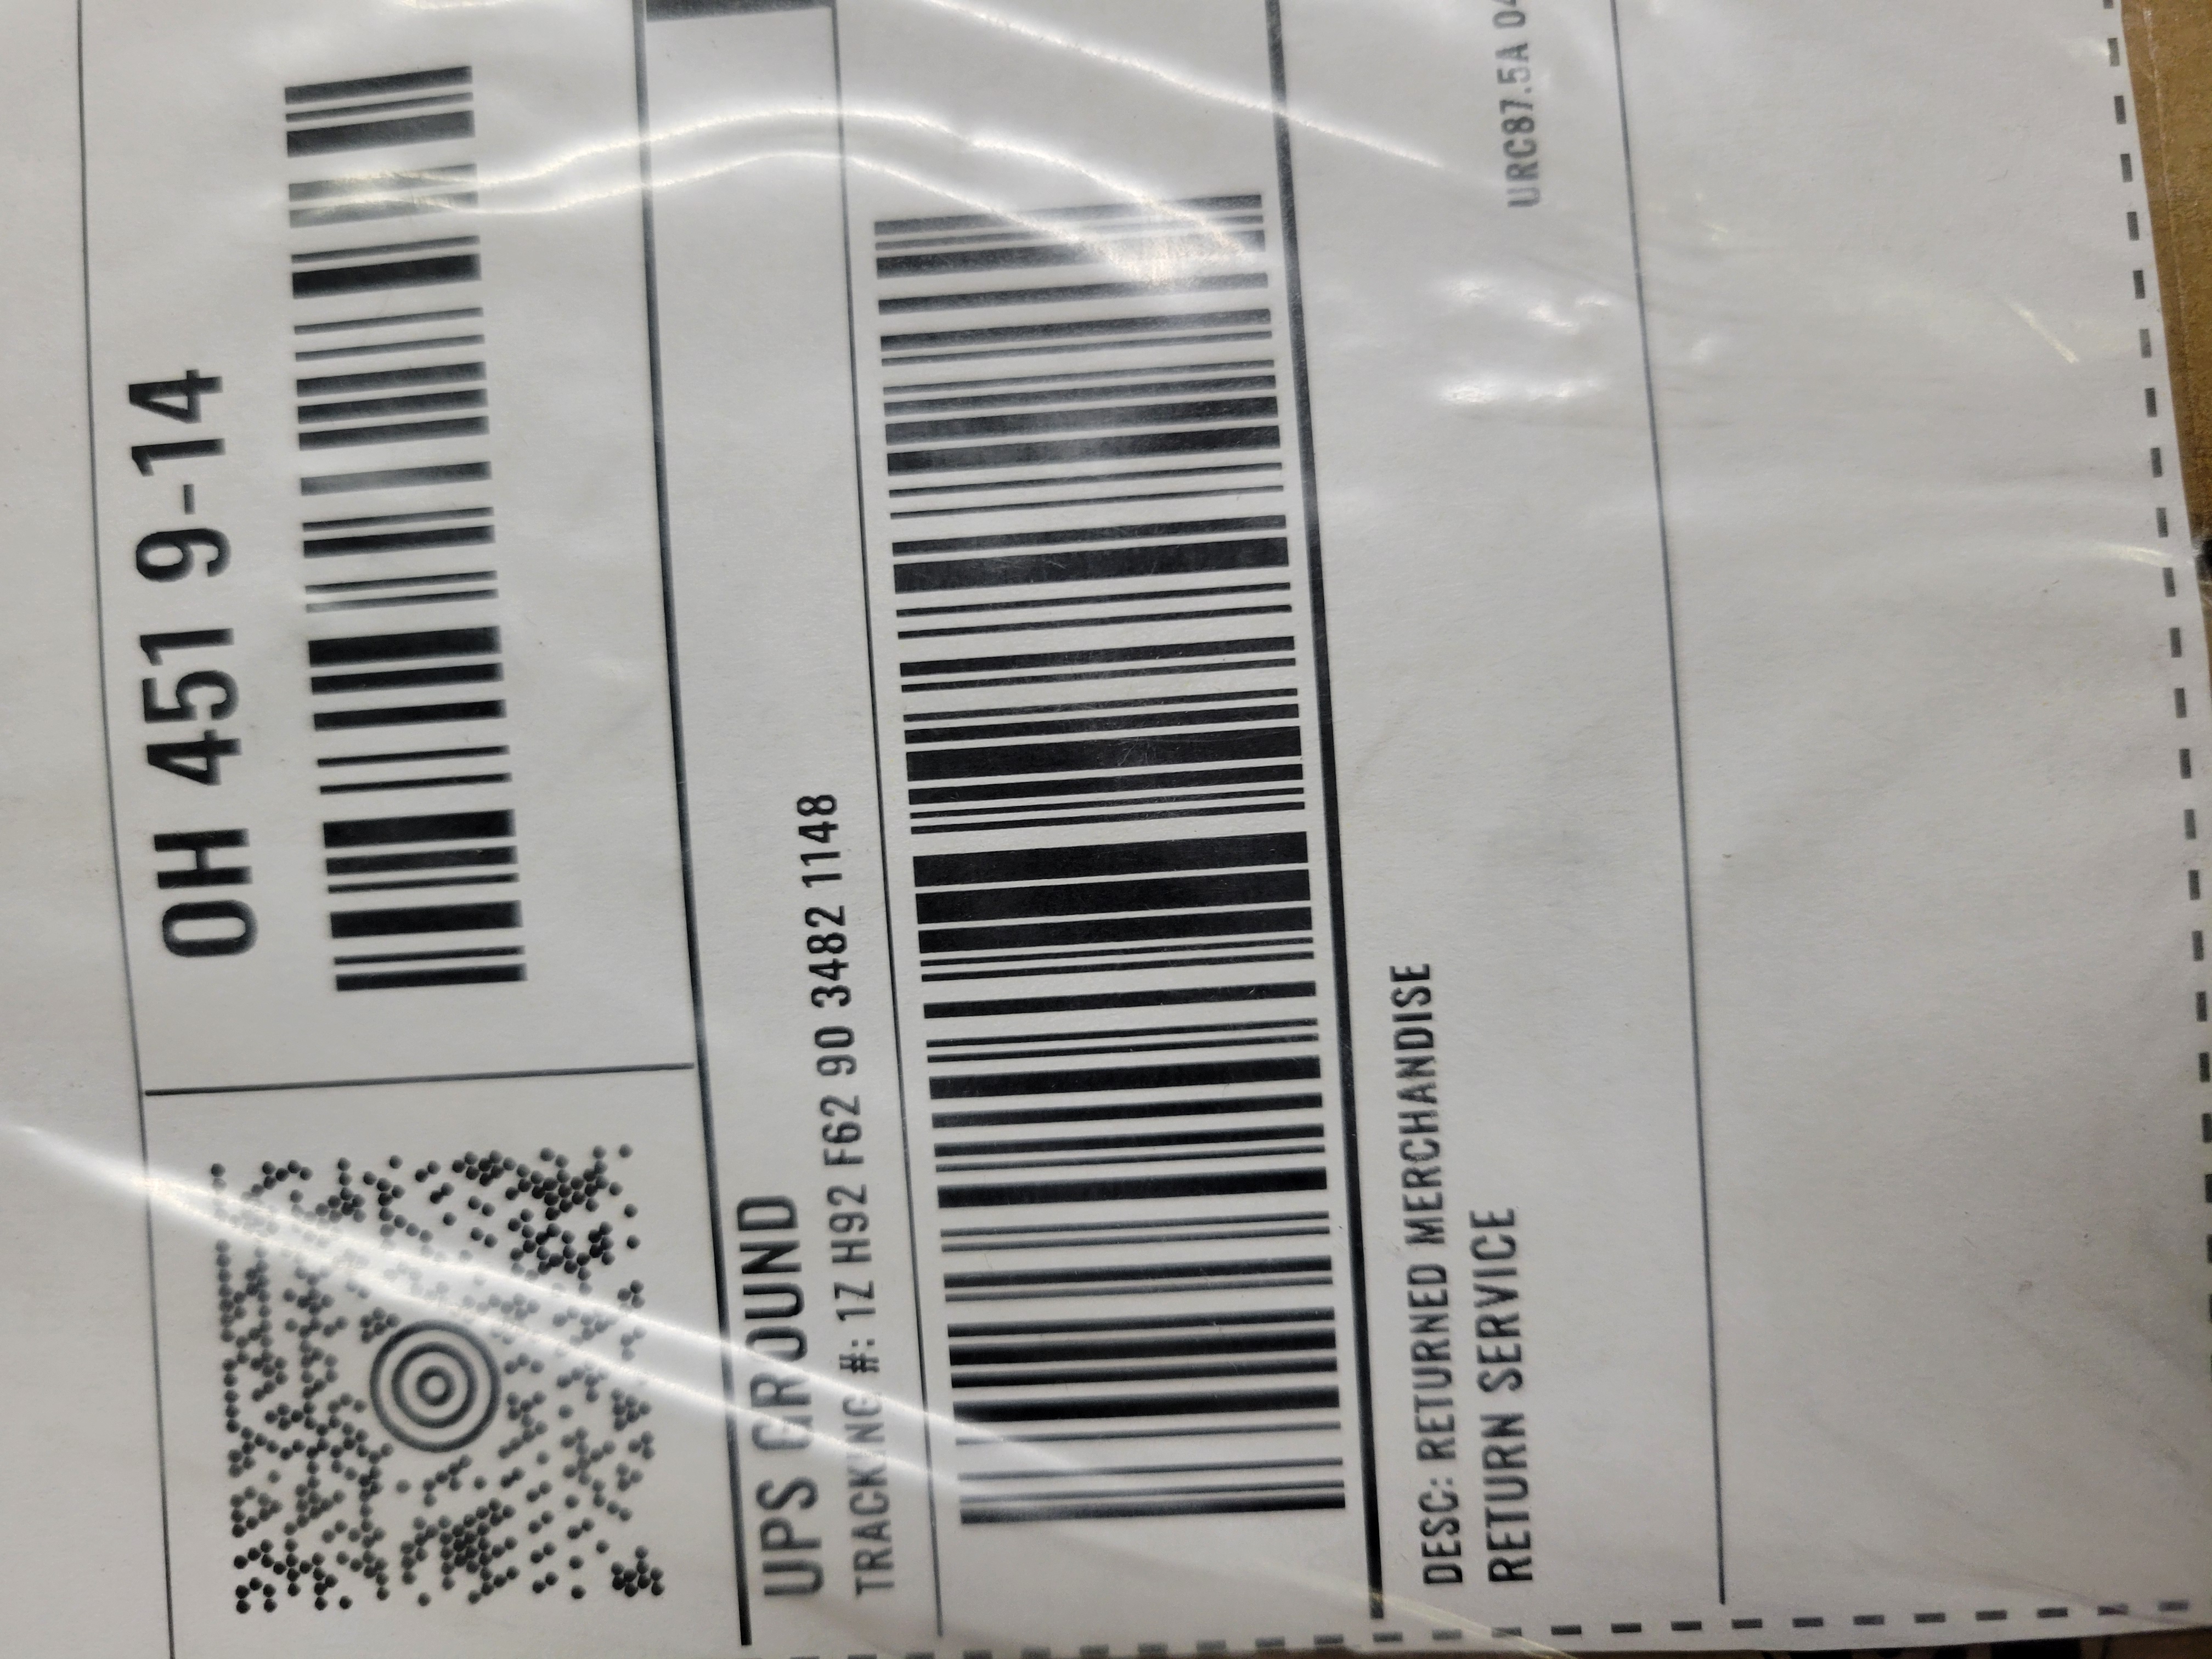 OH 451 9-14
UPS GROUND
TRACKING #: 1Z H92 F62 90 3482 1148
DESC: RETURNED MERCHANDISE
RETURN SERVICE
URC87.5A